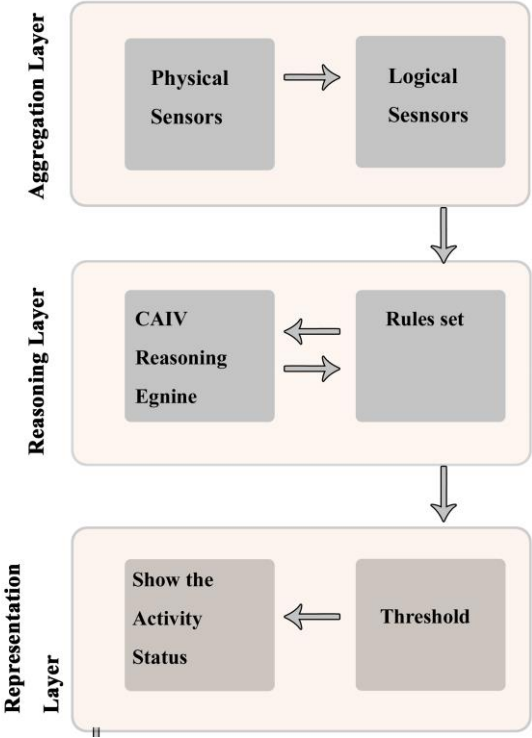 Aggregation Layer
Physical
Sensors
Logical
Sesnsors
Reasoning Layer
CAIV
Reasoning
Egnine
Rules set
Representation
Layer
Show the
Activity
Status
Threshold